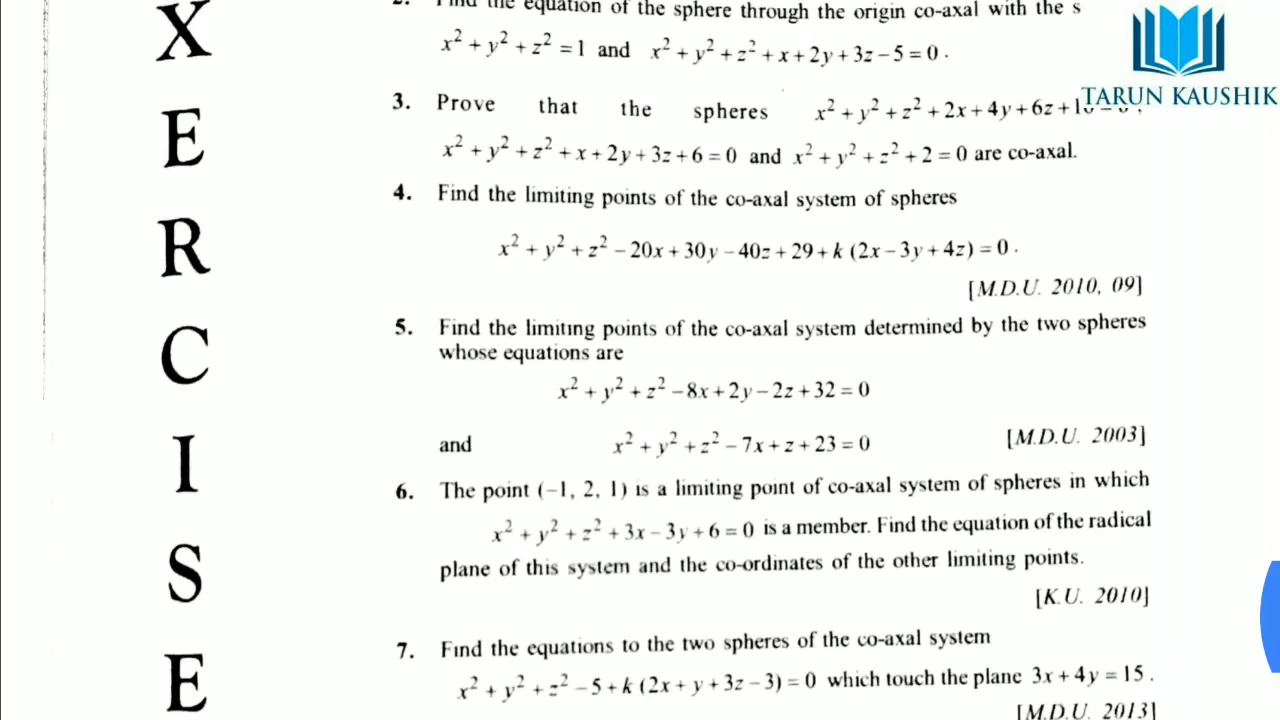 2. Find the equation of the sphere through the origin co-axal with the s
x² + y² + z² = 1 and x² + y² + z² + x + 2y + 3z − 5 = 0 .
TARUN KAUSHIK
3. Prove that the spheres x² + y² + z² + 2x + 4y + 6z +
x² + y² + z² + x + 2y + 3z + 6 = 0 and x² + y² + z² + 2 = 0 are co-axal.
4. Find the limiting points of the co-axal system of spheres
x² + y² + z² − 20x + 30y − 40z + 29 + k (2x − 3y + 4z) = 0 .
[M.D.U. 2010, 09]
5. Find the limiting points of the co-axal system determined by the two spheres
whose equations are
x² + y² + z² − 8x + 2y − 2z + 32 = 0
and x² + y² + z² − 7x + z + 23 = 0 [M.D.U. 2003]
6. The point (−1, 2, 1) is a limiting point of co-axal system of spheres in which
x² + y² + z² + 3x − 3y + 6 = 0 is a member. Find the equation of the radical
plane of this system and the co-ordinates of the other limiting points.
[K.U. 2010]
7. Find the equations to the two spheres of the co-axal system
x² + y² + z² − 5 + k (2x + y + 3z − 3) = 0 which touch the plane 3x + 4y = 15 .
[M.D.U. 2013]
X
E
R
C
I
S
E